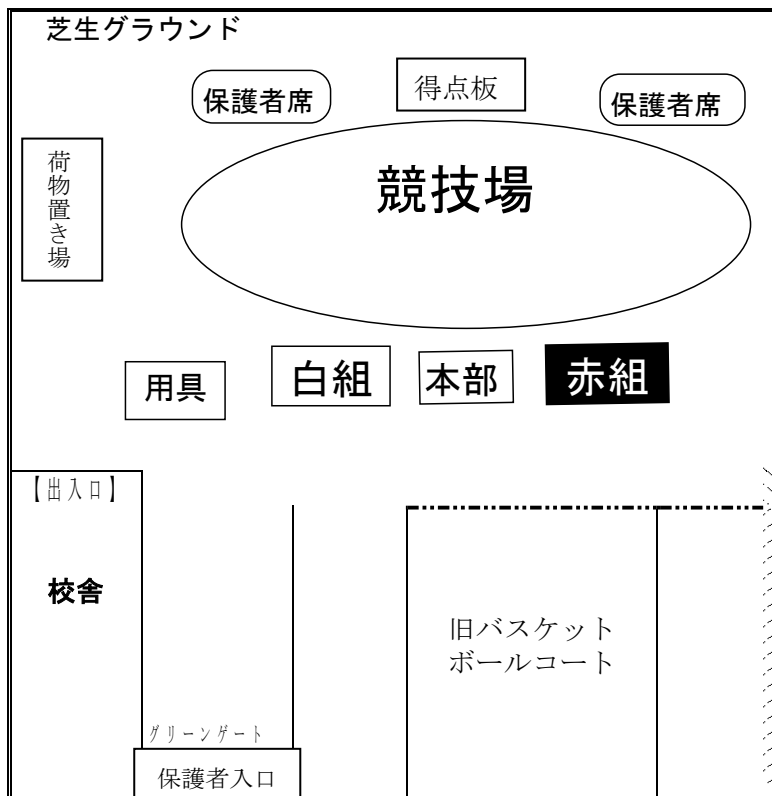 芝生グラウンド
保護者席
得点板
保護者席
荷物置き場
競技場
用具
白組
本部
赤組
【出入口】
校舎
旧バスケット
ボールコート
グリーンゲート
保護者入口